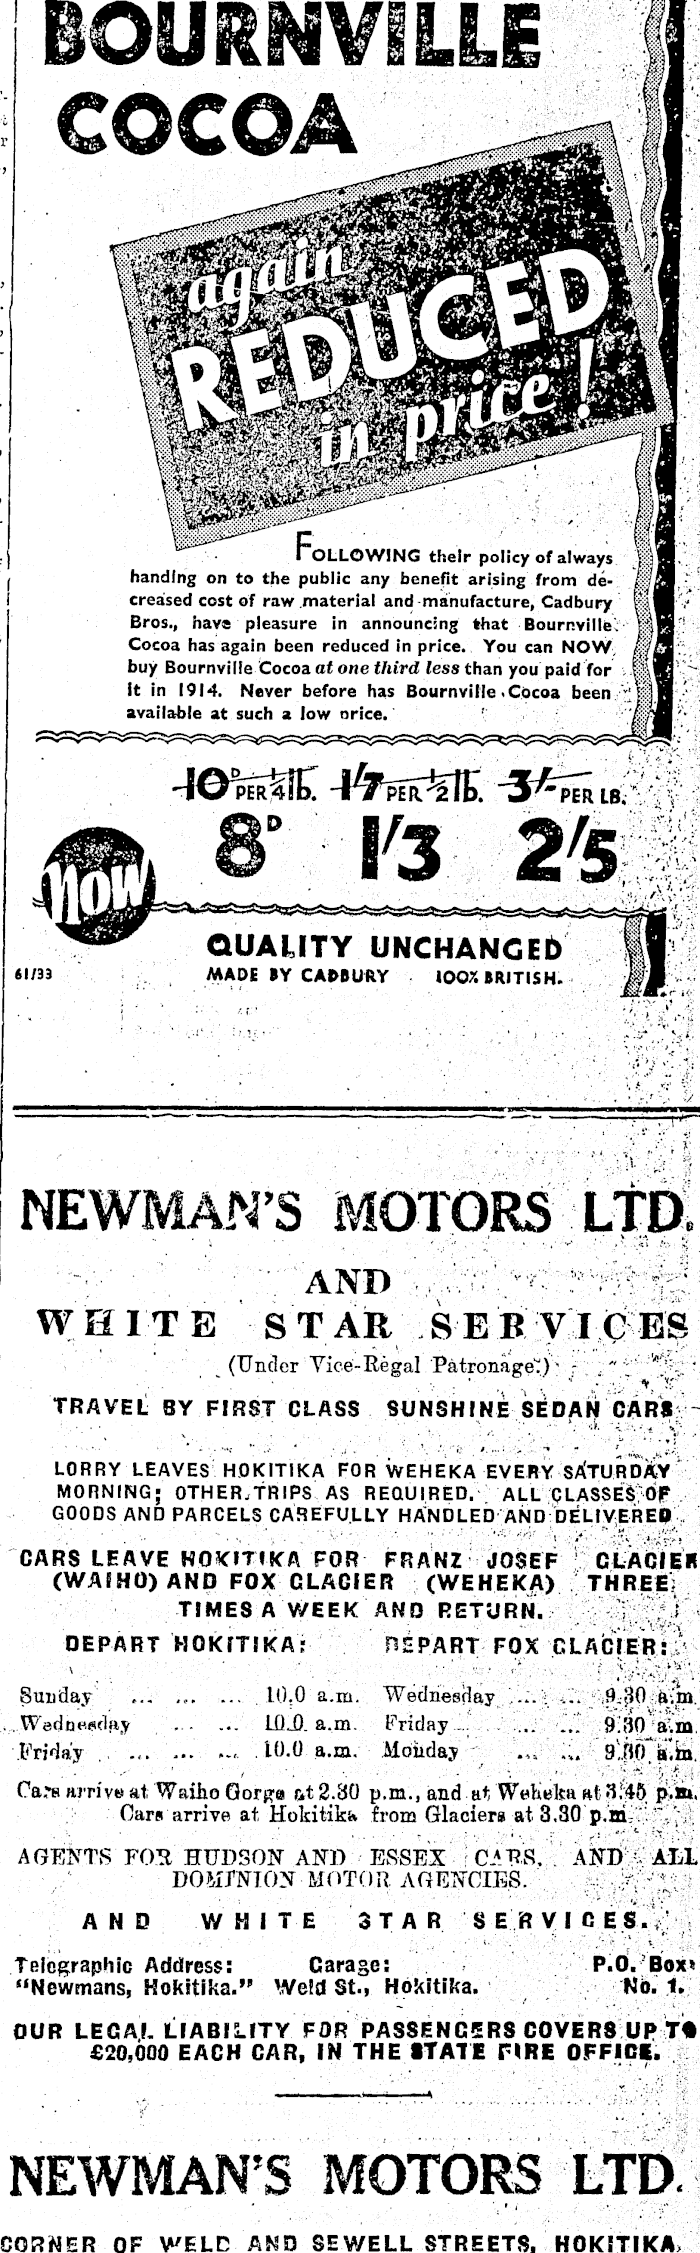 BOURNVILLE
COCOA
again
REDUCED
in price!
FOLLOWING their policy of always
handing on to the public any benefit arising from de-
creased cost of raw material and manufacture, Cadbury
Bros., have pleasure in announcing that Bournville
Cocoa has again been reduced in price. You can NOW
buy Bournville Cocoa at one third less than you paid for
it in 1914. Never before has Bournville Cocoa been
available at such a low price.
10D PER ¼lb. 1/7 PER ½lb. 3/- PER LB.
now 8D 1/3 2/5
QUALITY UNCHANGED
61/33 MADE BY CADBURY 100% BRITISH.
NEWMAN'S MOTORS LTD.
AND
WHITE STAR SERVICES
(Under Vice-Regal Patronage.)
TRAVEL BY FIRST CLASS SUNSHINE SEDAN CARS
LORRY LEAVES HOKITIKA FOR WEHEKA EVERY SATURDAY
MORNING; OTHER TRIPS AS REQUIRED. ALL CLASSES OF
GOODS AND PARCELS CAREFULLY HANDLED AND DELIVERED
CARS LEAVE HOKITIKA FOR FRANZ JOSEF GLACIER
(WAIHO) AND FOX GLACIER (WEHEKA) THREE
TIMES A WEEK AND RETURN.
DEPART HOKITIKA: DEPART FOX GLACIER:
Sunday ... ... ... 10.0 a.m. Wednesday ... ... 9.30 a.m
Wednesday ... ... 10.0 a.m. Friday ... ... 9.30 a.m
Friday ... ... ... 10.0 a.m. Monday ... ... 9.30 a.m
Cars arrive at Waiho Gorge at 2.30 p.m., and at Weheka at 3.45 p.m.
Cars arrive at Hokitika from Glaciers at 3.30 p.m
AGENTS FOR HUDSON AND ESSEX CARS, AND ALL
DOMINION MOTOR AGENCIES.
AND WHITE STAR SERVICES.
Telegraphic Address: Garage: P.O. Box:
"Newmans, Hokitika." Weld St., Hokitika. No. 1.
OUR LEGAL LIABILITY FOR PASSENGERS COVERS UP TO
£20,000 EACH CAR, IN THE STATE FIRE OFFICE.
NEWMAN'S MOTORS LTD.
CORNER OF WELD AND SEWELL STREETS, HOKITIKA.